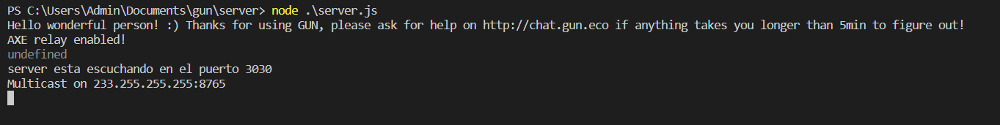 PS C:\Users\Admin\Documents\gun\server> node .\server.js
Hello wonderful person! :) Thanks for using GUN, please ask for help on http://chat.gun.eco if anything takes you longer than 5min to figure out!
AXE relay enabled!
undefined
server esta escuchando en el puerto 3030
Multicast on 233.255.255.255:8765